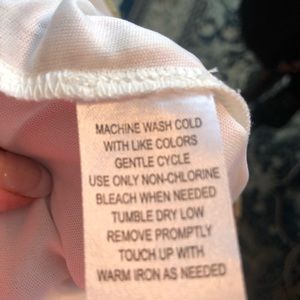 MACHINE WASH COLD
WITH LIKE COLORS
GENTLE CYCLE
USE ONLY NON-CHLORINE
BLEACH WHEN NEEDED
TUMBLE DRY LOW
REMOVE PROMPTLY
TOUCH UP WITH
WARM IRON AS NEEDED